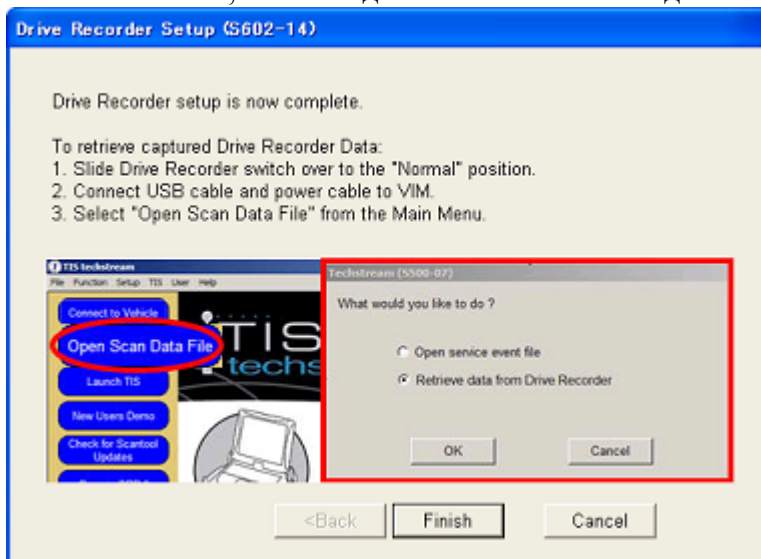 Drive Recorder Setup (S602-14)
Drive Recorder setup is now complete.
To retrieve captured Drive Recorder Data:
1. Slide Drive Recorder switch over to the "Normal" position.
2. Connect USB cable and power cable to VIM.
3. Select "Open Scan Data File" from the Main Menu.
TIS techstream
File Function Setup TIS User Help
Connect to Vehicle
Open Scan Data File
Launch TIS
New Users Demo
Check for Scantool
Updates
TIS
techs
Techstream (S500-07)
What would you like to do ?
Open service event file
Retrieve data from Drive Recorder
OK Cancel
<Back Finish Cancel